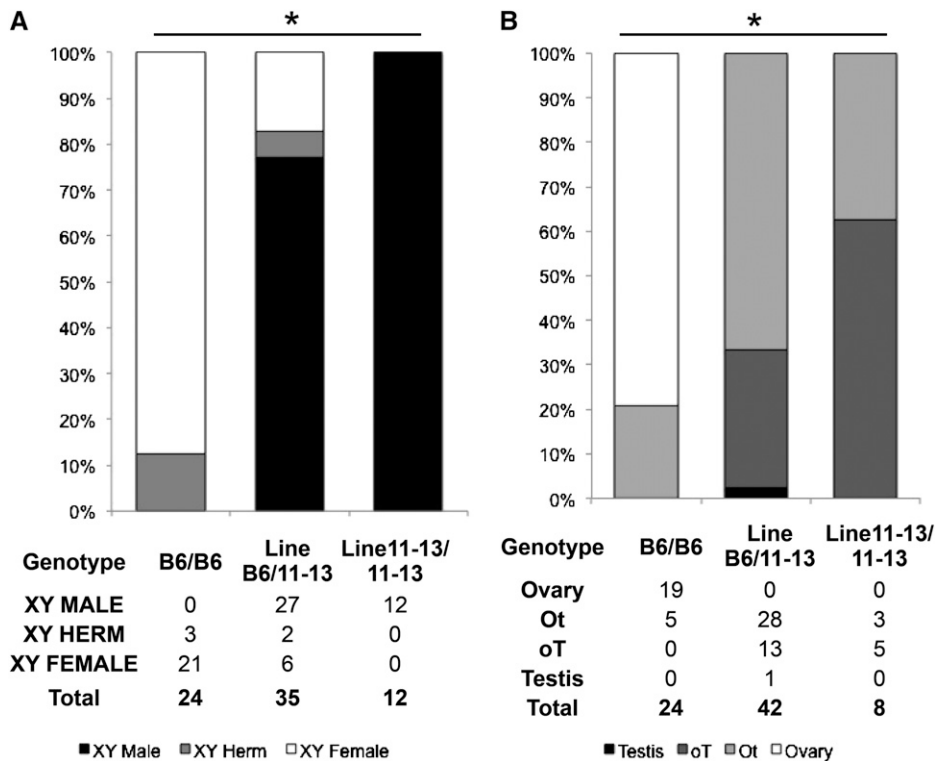 A
*
100%
90%
80%
70%
60%
50%
40%
30%
20%
10%
0%
Genotype B6/B6 Line B6/11-13 Line11-13/ 11-13
XY MALE 0 27 12
XY HERM 3 2 0
XY FEMALE 21 6 0
Total 24 35 12
XY Male XY Herm XY Female
B
*
100%
90%
80%
70%
60%
50%
40%
30%
20%
10%
0%
Genotype B6/B6 Line B6/11-13 Line11-13/ 11-13
Ovary 19 0 0
Ot 5 28 3
oT 0 13 5
Testis 0 1 0
Total 24 42 8
Testis oT Ot Ovary